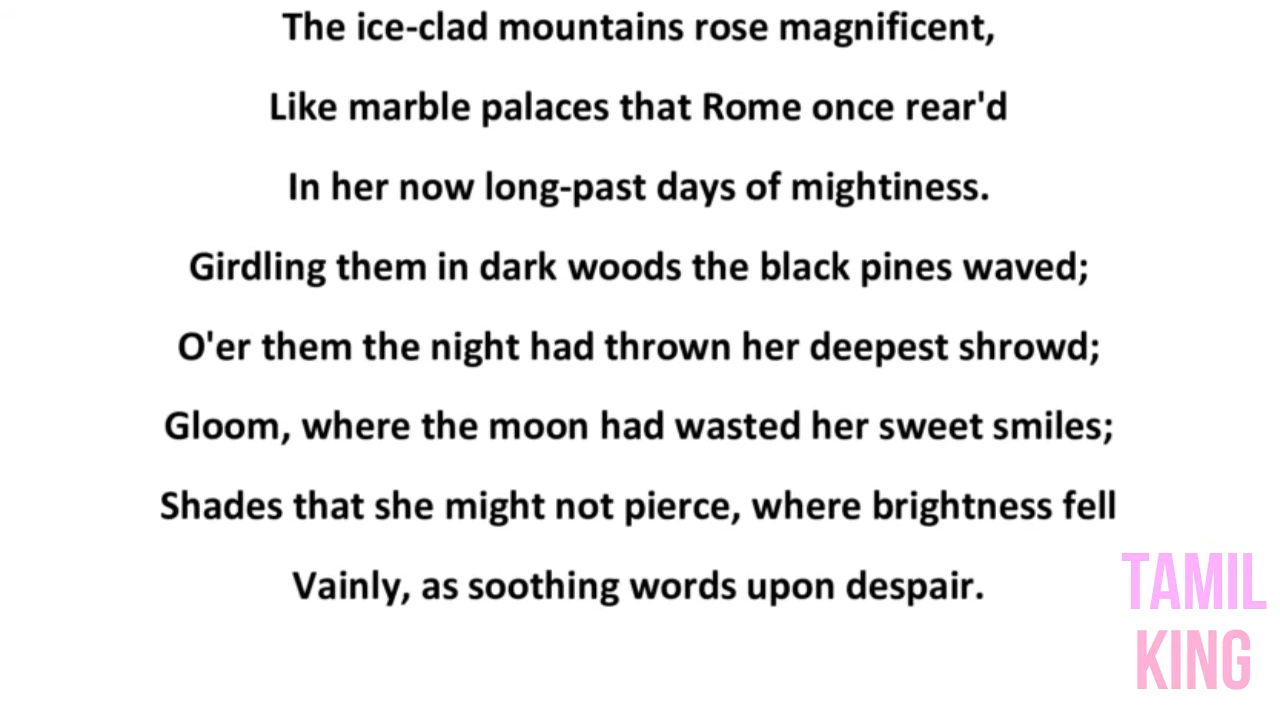 The ice-clad mountains rose magnificent,
Like marble palaces that Rome once rear'd
In her now long-past days of mightiness.
Girdling them in dark woods the black pines waved;
O'er them the night had thrown her deepest shrowd;
Gloom, where the moon had wasted her sweet smiles;
Shades that she might not pierce, where brightness fell
Vainly, as soothing words upon despair.
TAMIL
KING